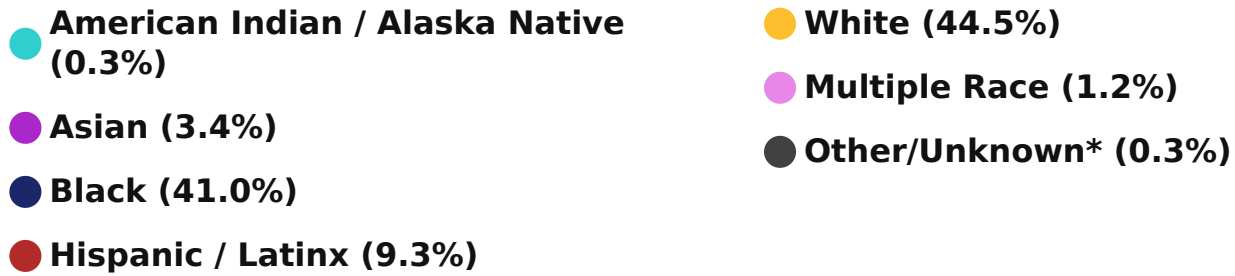 American Indian / Alaska Native
(0.3%)
Asian (3.4%)
Black (41.0%)
Hispanic / Latinx (9.3%)
White (44.5%)
Multiple Race (1.2%)
Other/Unknown* (0.3%)